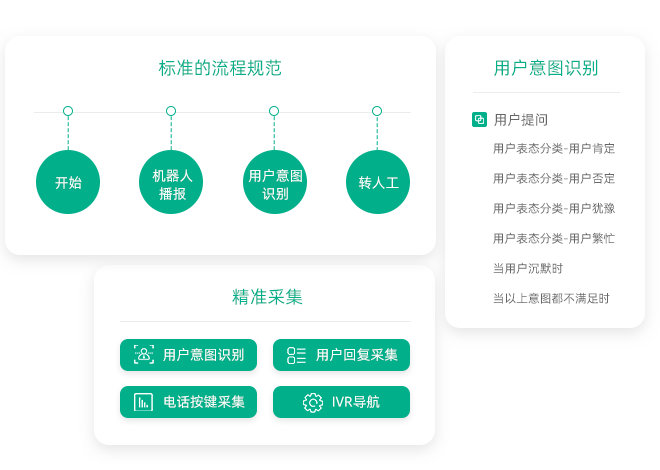 标准的流程规范
开始
机器人
播报
用户意图
识别
转人工
用户意图识别
用户提问
用户表态分类-用户肯定
用户表态分类-用户否定
用户表态分类-用户犹豫
用户表态分类-用户繁忙
当用户沉默时
当以上意图都不满足时
精准采集
用户意图识别
用户回复采集
电话按键采集
IVR导航